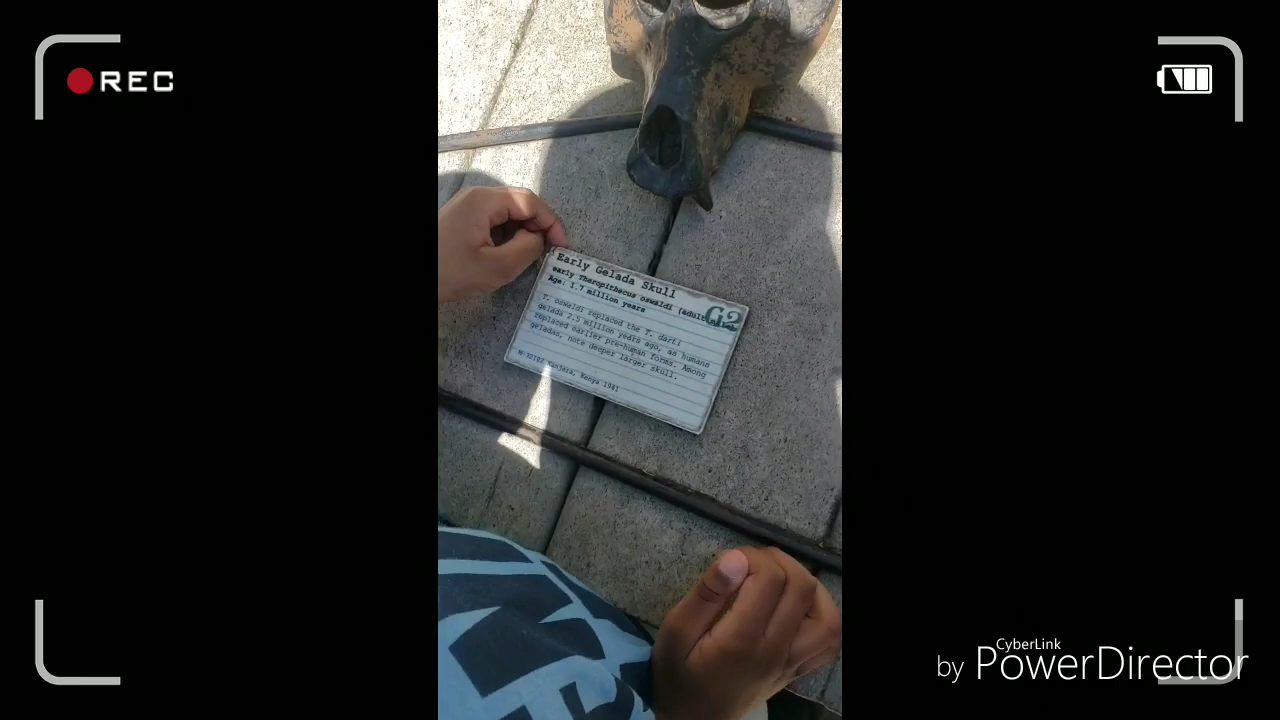 REC
Early Gelada Skull
early Theropithecus oswaldi (adult
Age: 1.7 million years
G2
T. oswaldi replaced the T. darti
gelada 2.5 million years ago, as humans
replaced earlier pre-human forms. Among
geladas, note deeper larger skull.
Kenya 1981
CyberLink
by PowerDirector